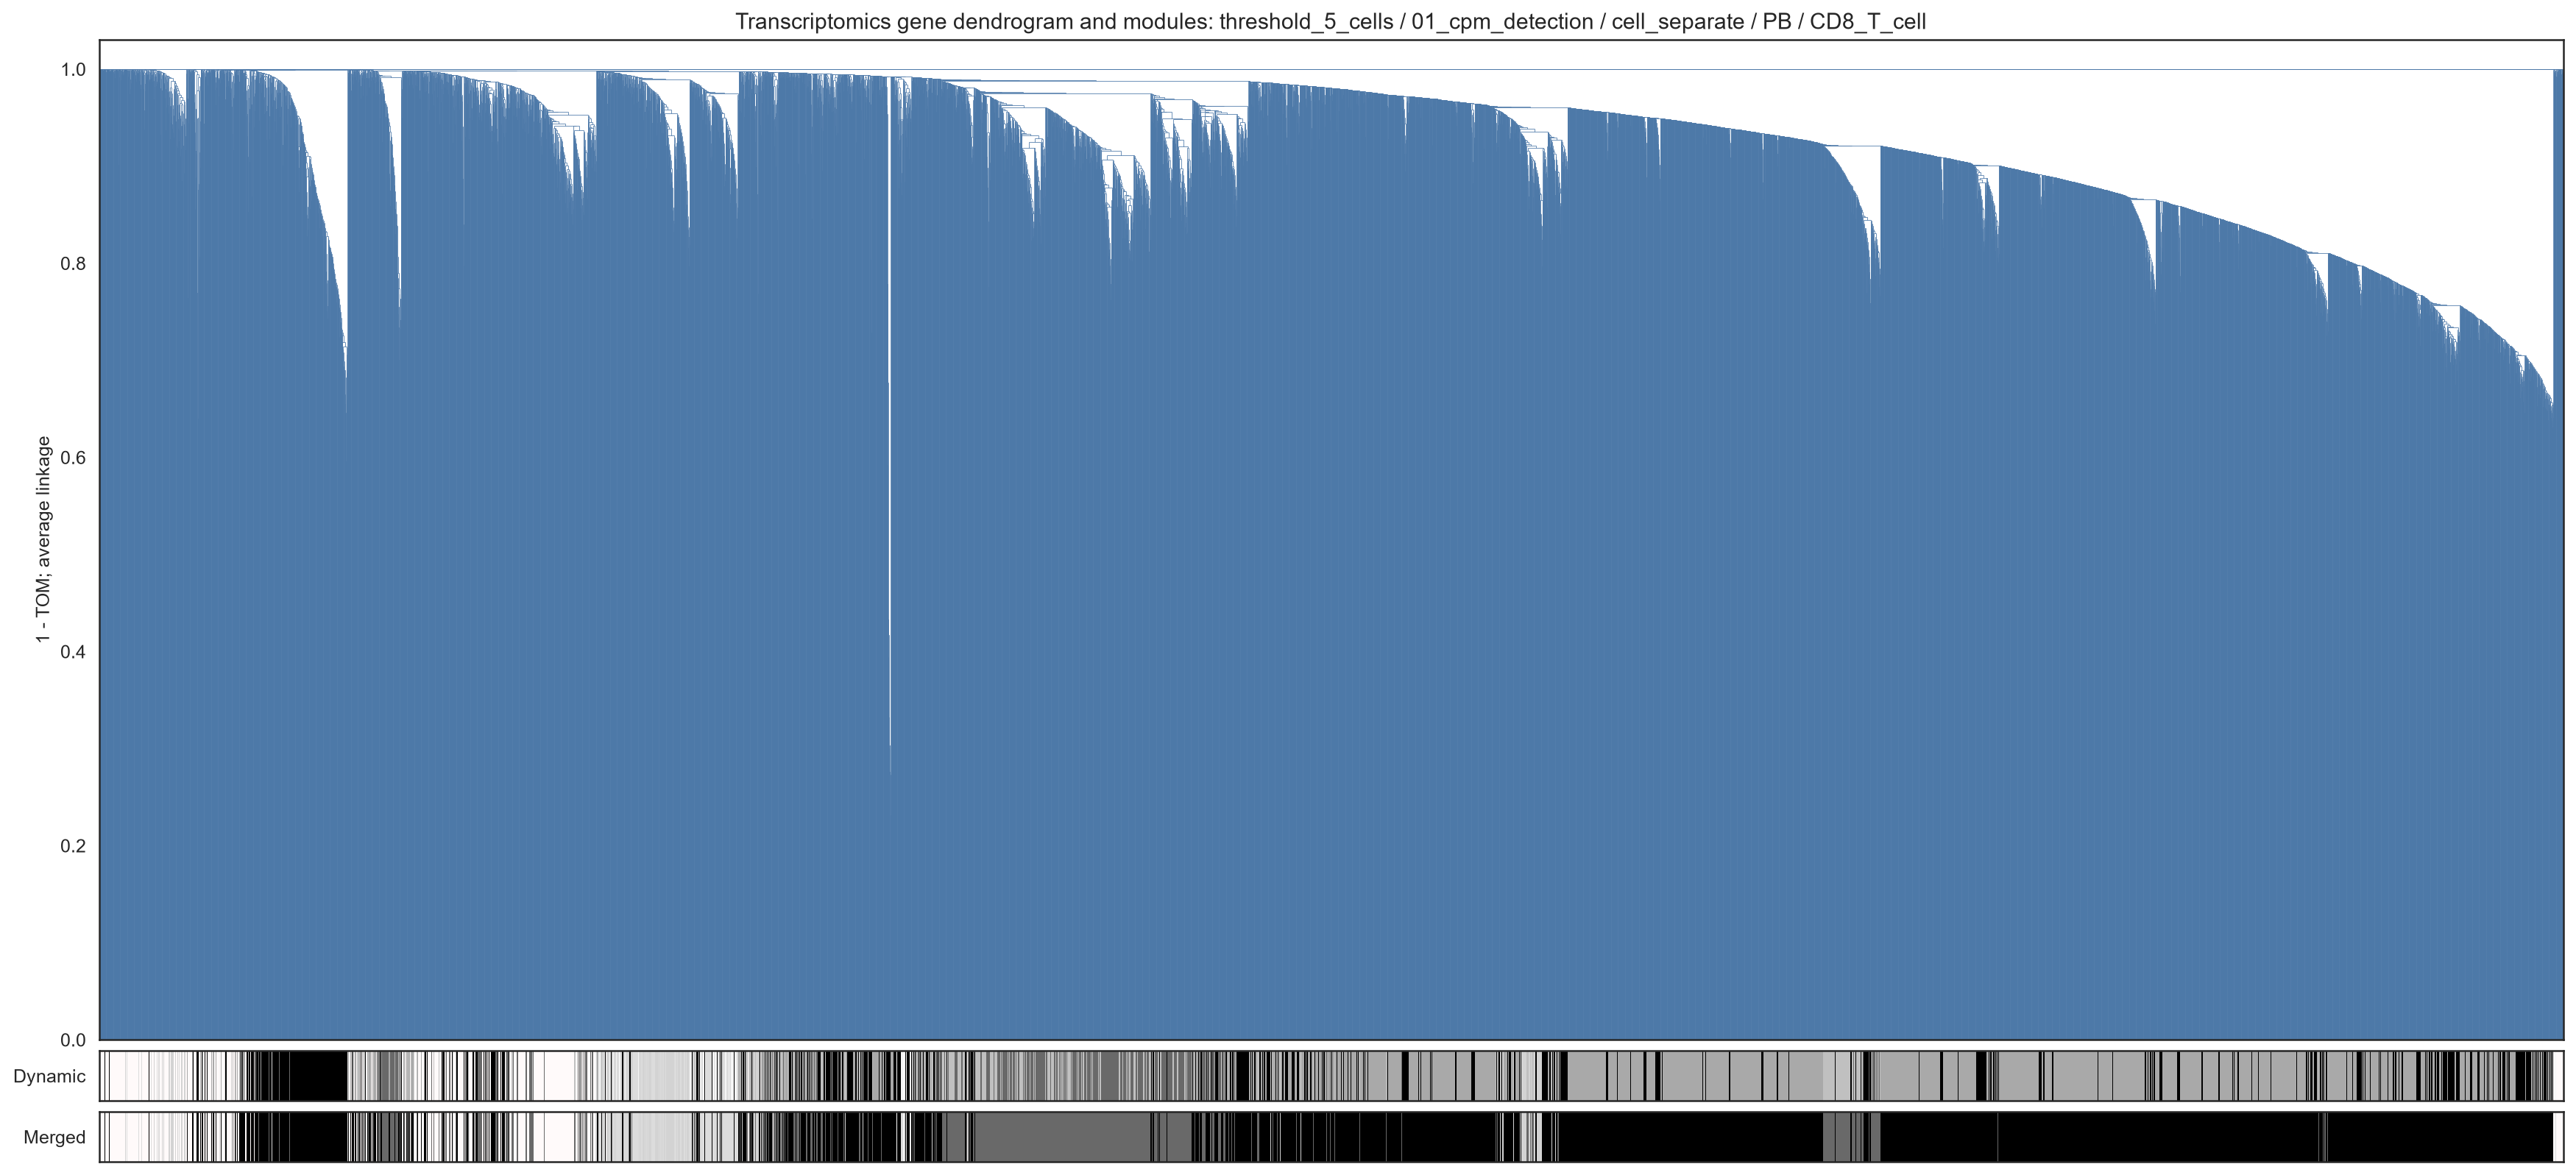 Transcriptomics gene dendrogram and modules: threshold_5_cells / 01_cpm_detection / cell_separate / PB / CD8_T_cell
1 - TOM; average linkage
1.0
0.8
0.6
0.4
0.2
0.0
Dynamic
Merged